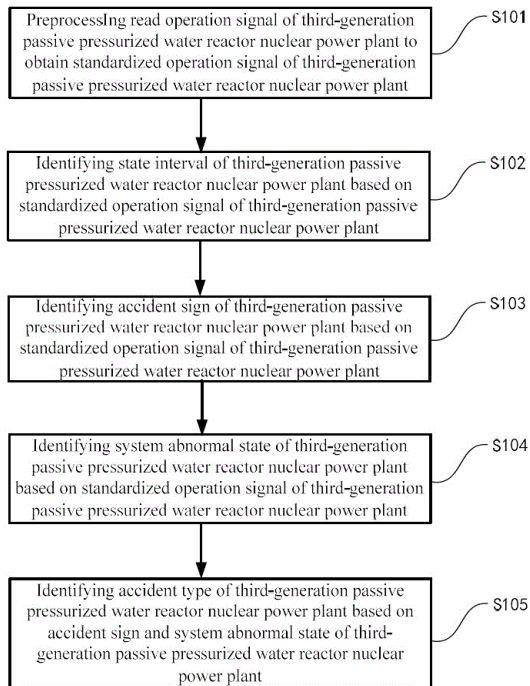 Preprocessing read operation signal of third-generation
passive pressurized water reactor nuclear power plant to
obtain standardized operation signal of third-generation
passive pressurized water reactor nuclear power plant
S101
Identifying state interval of third-generation passive
pressurized water reactor nuclear power plant based on
standardized operation signal of third-generation passive
pressurized water reactor nuclear power plant
S102
Identifying accident sign of third-generation passive
pressurized water reactor nuclear power plant based on
standardized operation signal of third-generation passive
pressurized water reactor nuclear power plant
S103
Identifying system abnormal state of third-generation
passive pressurized water reactor nuclear power plant
based on standardized operation signal of third-generation
passive pressurized water reactor nuclear power plant
S104
Identifying accident type of third-generation passive
pressurized water reactor nuclear power plant based on
accident sign and system abnormal state of third-
generation passive pressurized water reactor nuclear
power plant
S105